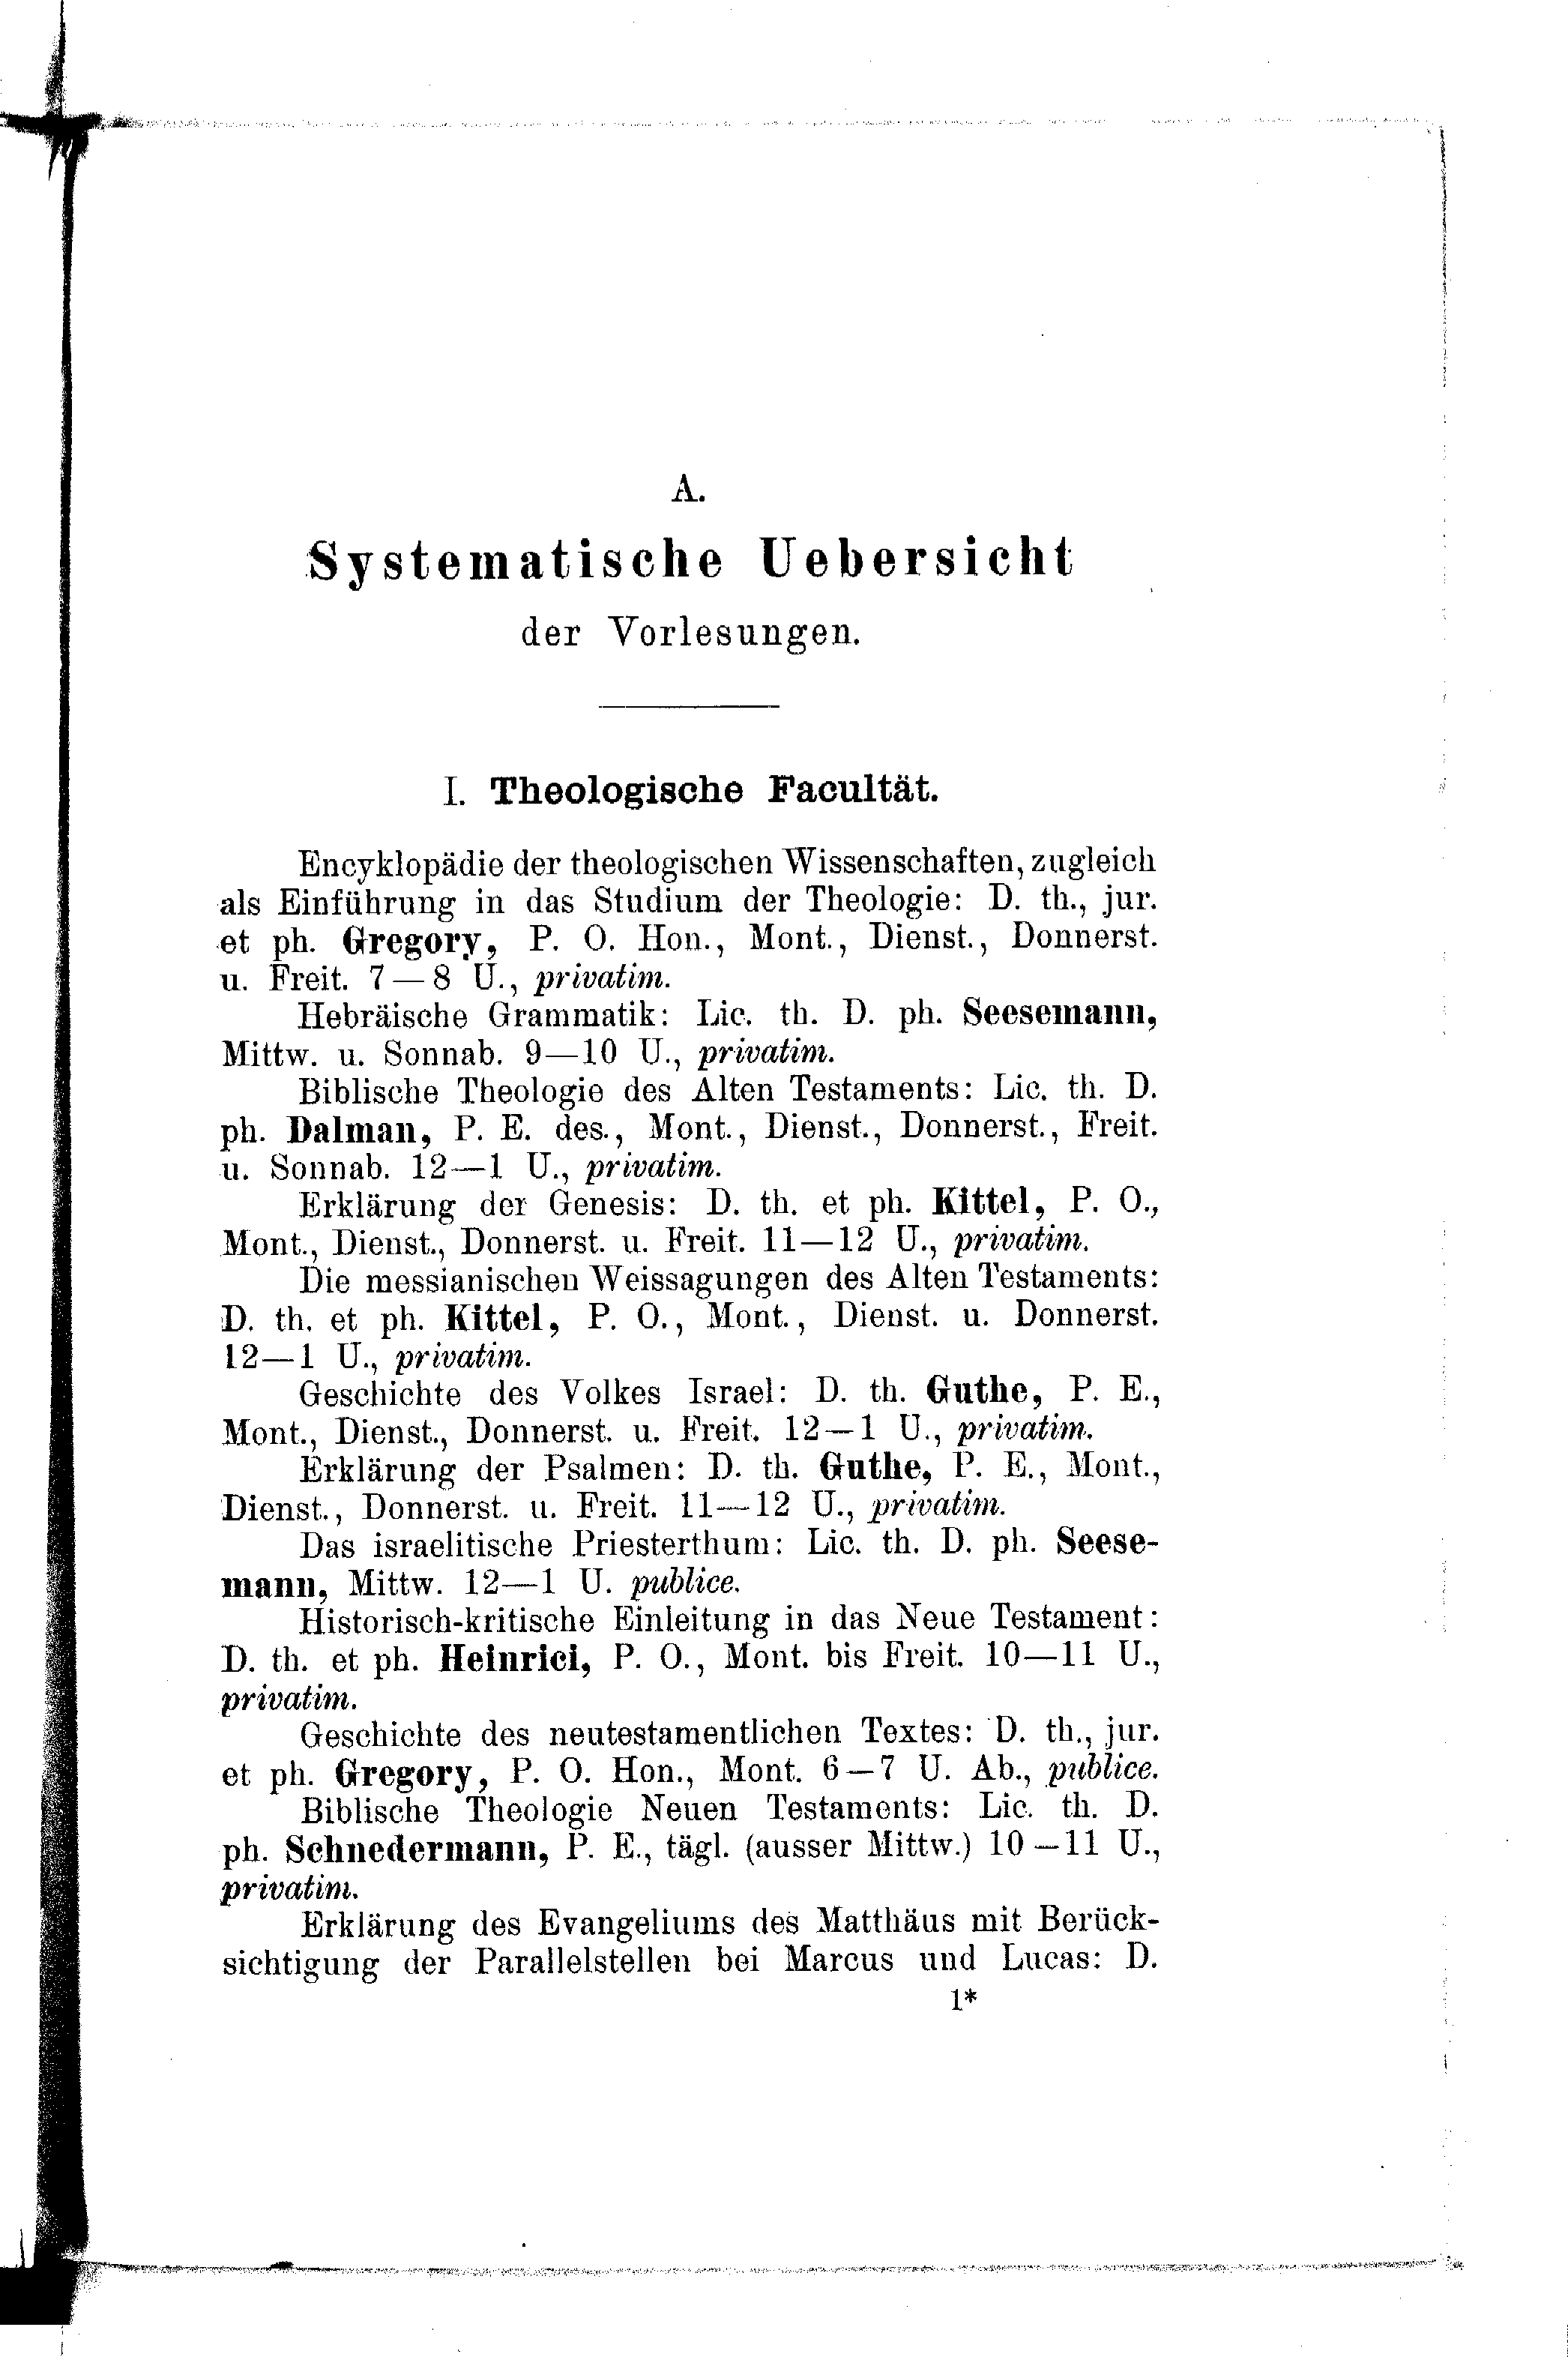 A.
Systematische Uebersicht
der Vorlesungen.
I. Theologische Facultät.
Encyklopädie der theologischen Wissenschaften, zugleich
als Einführung in das Studium der Theologie: D. th., jur.
et ph. Gregory, P. O. Hon., Mont., Dienst., Donnerst.
u. Freit. 7—8 U., privatim.
Hebräische Grammatik: Lic. th. D. ph. Seesemann,
Mittw. u. Sonnab. 9—10 U., privatim.
Biblische Theologie des Alten Testaments: Lic. th. D.
ph. Dalman, P. E. des., Mont., Dienst., Donnerst., Freit.
u. Sonnab. 12—1 U., privatim.
Erklärung der Genesis: D. th. et ph. Kittel, P. O.,
Mont., Dienst., Donnerst. u. Freit. 11—12 U., privatim.
Die messianischen Weissagungen des Alten Testaments:
D. th. et ph. Kittel, P. O., Mont., Dienst. u. Donnerst.
12—1 U., privatim.
Geschichte des Volkes Israel: D. th. Guthe, P. E.,
Mont., Dienst., Donnerst. u. Freit. 12—1 U., privatim.
Erklärung der Psalmen: D. th. Guthe, P. E., Mont.,
Dienst., Donnerst. u. Freit. 11—12 U., privatim.
Das israelitische Priesterthum: Lic. th. D. ph. Seese-
mann, Mittw. 12—1 U. publice.
Historisch-kritische Einleitung in das Neue Testament:
D. th. et ph. Heinrici, P. O., Mont. bis Freit. 10—11 U.,
privatim.
Geschichte des neutestamentlichen Textes: D. th., jur.
et ph. Gregory, P. O. Hon., Mont. 6—7 U. Ab., publice.
Biblische Theologie Neuen Testaments: Lic. th. D.
ph. Schnedermann, P. E., tägl. (ausser Mittw.) 10—11 U.,
privatim.
Erklärung des Evangeliums des Matthäus mit Berück-
sichtigung der Parallelstellen bei Marcus und Lucas: D.
1*